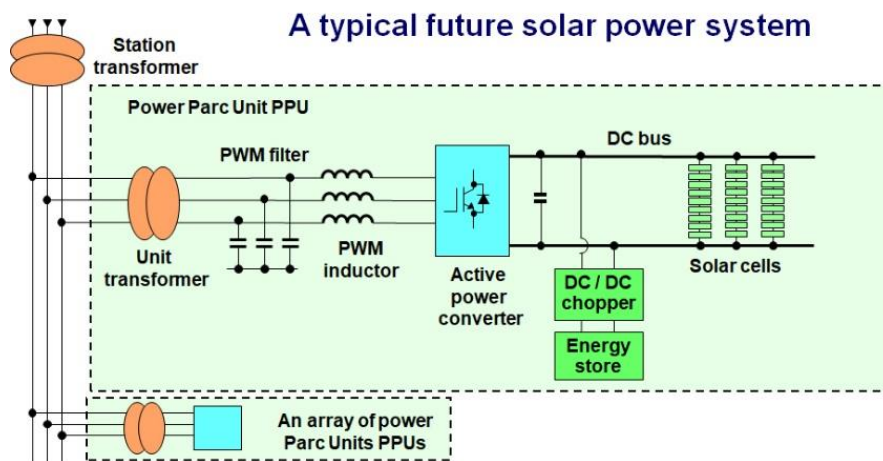 A typical future solar power system
Station
transformer
Power Parc Unit PPU
PWM filter
DC bus
Unit
transformer
PWM
inductor
Active
power
converter
DC / DC
chopper
Energy
store
Solar cells
An array of power
Parc Units PPUs